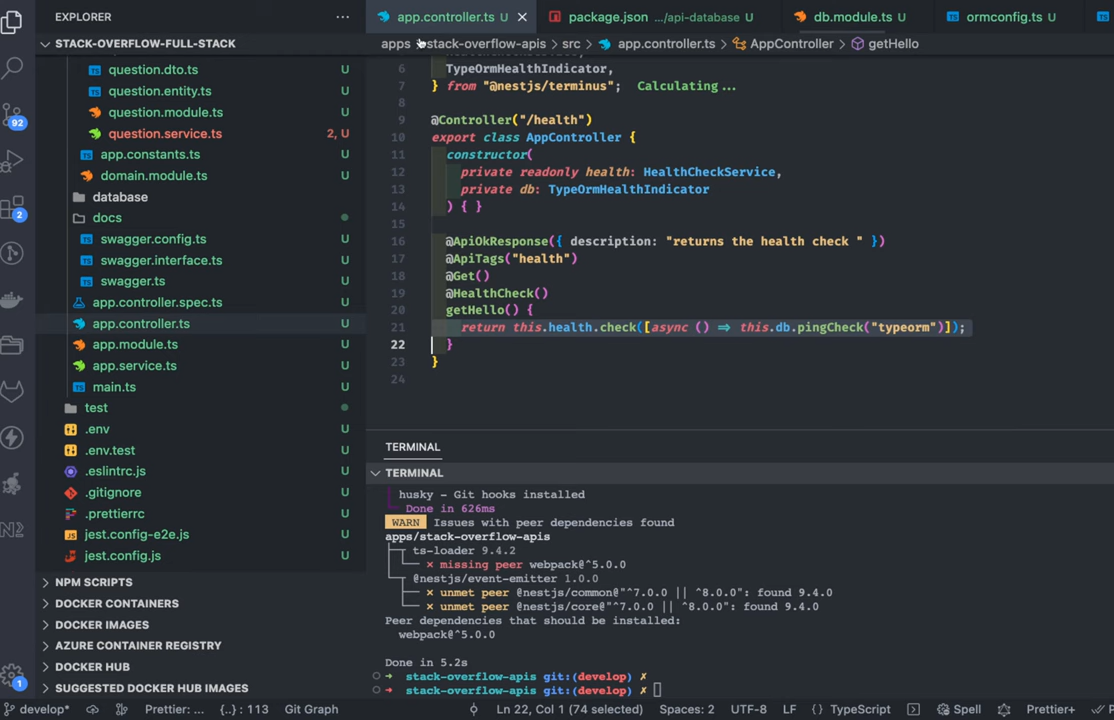 EXPLORER
STACK-OVERFLOW-FULL-STACK
question.dto.ts U
question.entity.ts U
question.module.ts U
question.service.ts 2, U
app.constants.ts U
domain.module.ts U
database
docs
swagger.config.ts U
swagger.interface.ts U
swagger.ts U
app.controller.spec.ts U
app.controller.ts U
app.module.ts U
app.service.ts U
main.ts U
test
.env U
.env.test U
.eslintrc.js U
.gitignore U
.prettierrc U
jest.config-e2e.js U
jest.config.js U
NPM SCRIPTS
DOCKER CONTAINERS
DOCKER IMAGES
AZURE CONTAINER REGISTRY
DOCKER HUB
SUGGESTED DOCKER HUB IMAGES
92
2
1
app.controller.ts U
package.json .../api-database U
db.module.ts U
ormconfig.ts U
apps > stack-overflow-apis > src > app.controller.ts > AppController > getHello
6 TypeOrmHealthIndicator,
7 } from "@nestjs/terminus"; Calculating...
8
9 @Controller("/health")
10 export class AppController {
11 constructor(
12 private readonly health: HealthCheckService,
13 private db: TypeOrmHealthIndicator
14 ) { }
15
16 @ApiOkResponse({ description: "returns the health check " })
17 @ApiTags("health")
18 @Get()
19 @HealthCheck()
20 getHello() {
21 return this.health.check([async () => this.db.pingCheck("typeorm")]);
22 }
23 }
24
TERMINAL
TERMINAL
husky - Git hooks installed
Done in 626ms
WARN Issues with peer dependencies found
apps/stack-overflow-apis
├─┬ ts-loader 9.4.2
│ └── ✕ missing peer webpack@^5.0.0
└─┬ @nestjs/event-emitter 1.0.0
├── ✕ unmet peer @nestjs/common@"^7.0.0 || ^8.0.0": found 9.4.0
└── ✕ unmet peer @nestjs/core@"^7.0.0 || ^8.0.0": found 9.4.0
Peer dependencies that should be installed:
webpack@^5.0.0
Done in 5.2s
➜ stack-overflow-apis git:(develop) ✗
➜ stack-overflow-apis git:(develop) ✗
develop* Prettier: ... {..} : 113 Git Graph Ln 22, Col 1 (74 selected) Spaces: 2 UTF-8 LF {} TypeScript Spell Prettier+